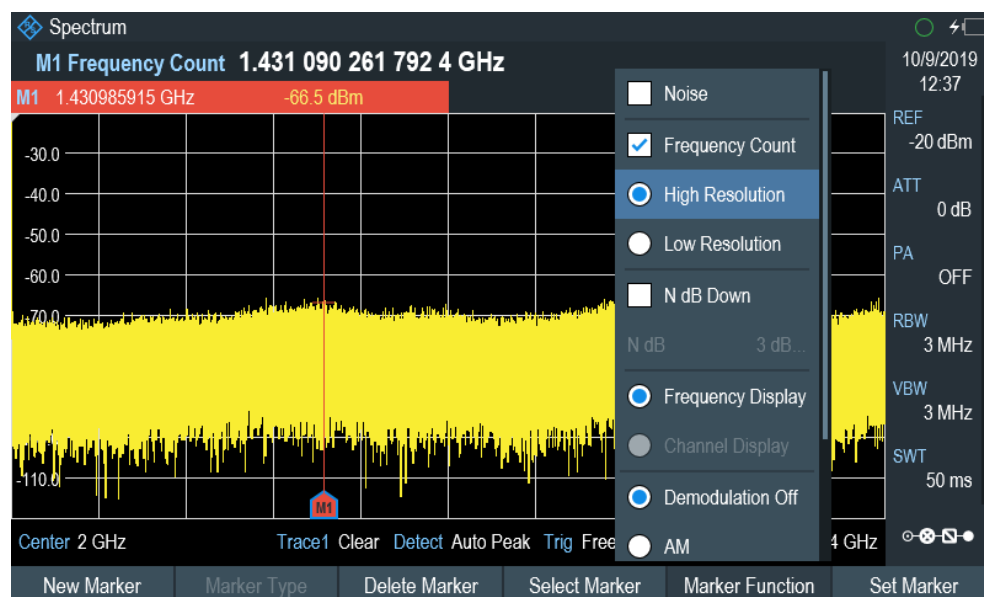 Spectrum
M1 Frequency Count 1.431 090 261 792 4 GHz
10/9/2019
12:37
M1 1.430985915 GHz -66.5 dBm
-30.0
-40.0
-50.0
-60.0
-70.0
-110.0
M1
Noise
Frequency Count
High Resolution
Low Resolution
N dB Down
N dB 3 dB...
Frequency Display
Channel Display
Demodulation Off
AM
REF
-20 dBm
ATT
0 dB
PA
OFF
RBW
3 MHz
VBW
3 MHz
SWT
50 ms
Center 2 GHz Trace1 Clear Detect Auto Peak Trig Free 4 GHz
New Marker Marker Type Delete Marker Select Marker Marker Function Set Marker